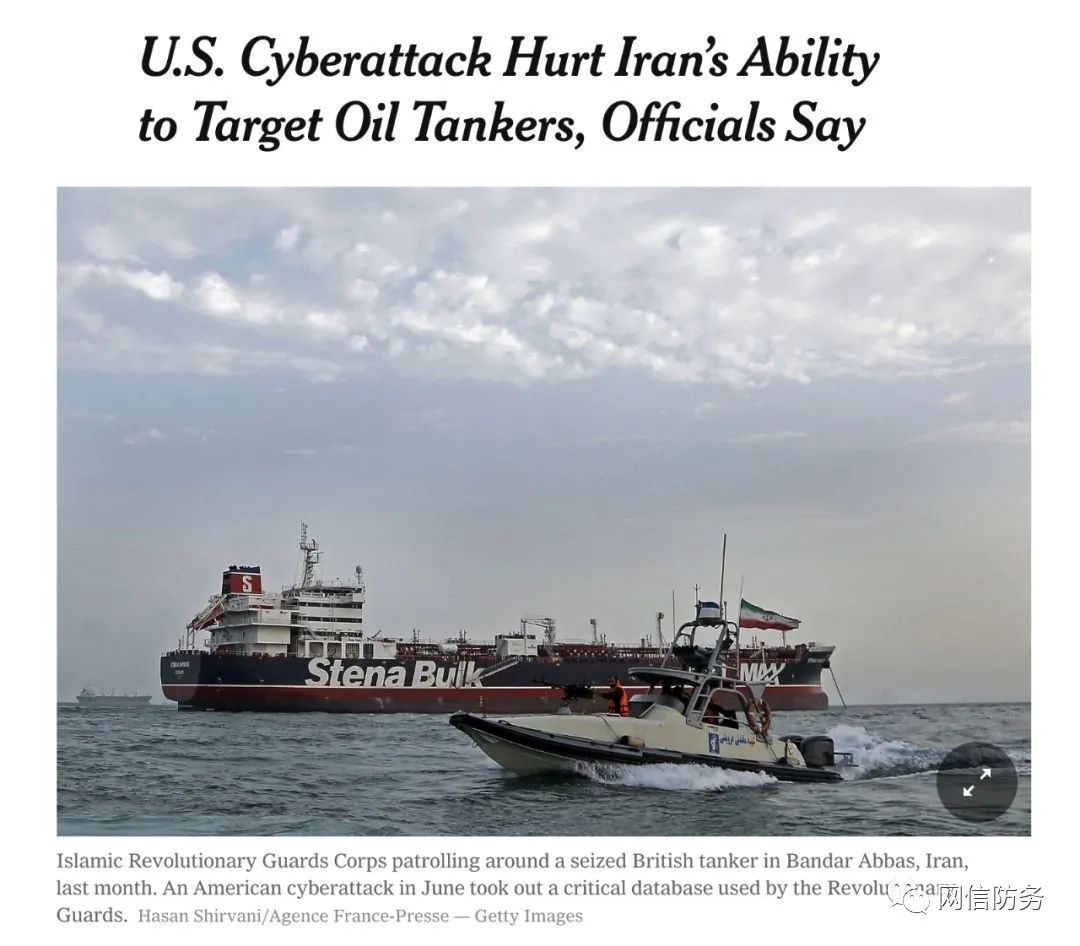 U.S. Cyberattack Hurt Iran's Ability
to Target Oil Tankers, Officials Say
S
Stena Bulk
MAX
Islamic Revolutionary Guards Corps patrolling around a seized British tanker in Bandar Abbas, Iran,
last month. An American cyberattack in June took out a critical database used by the Revolu
Guards. Hasan Shirvani/Agence France-Presse — Getty Images
网信防务